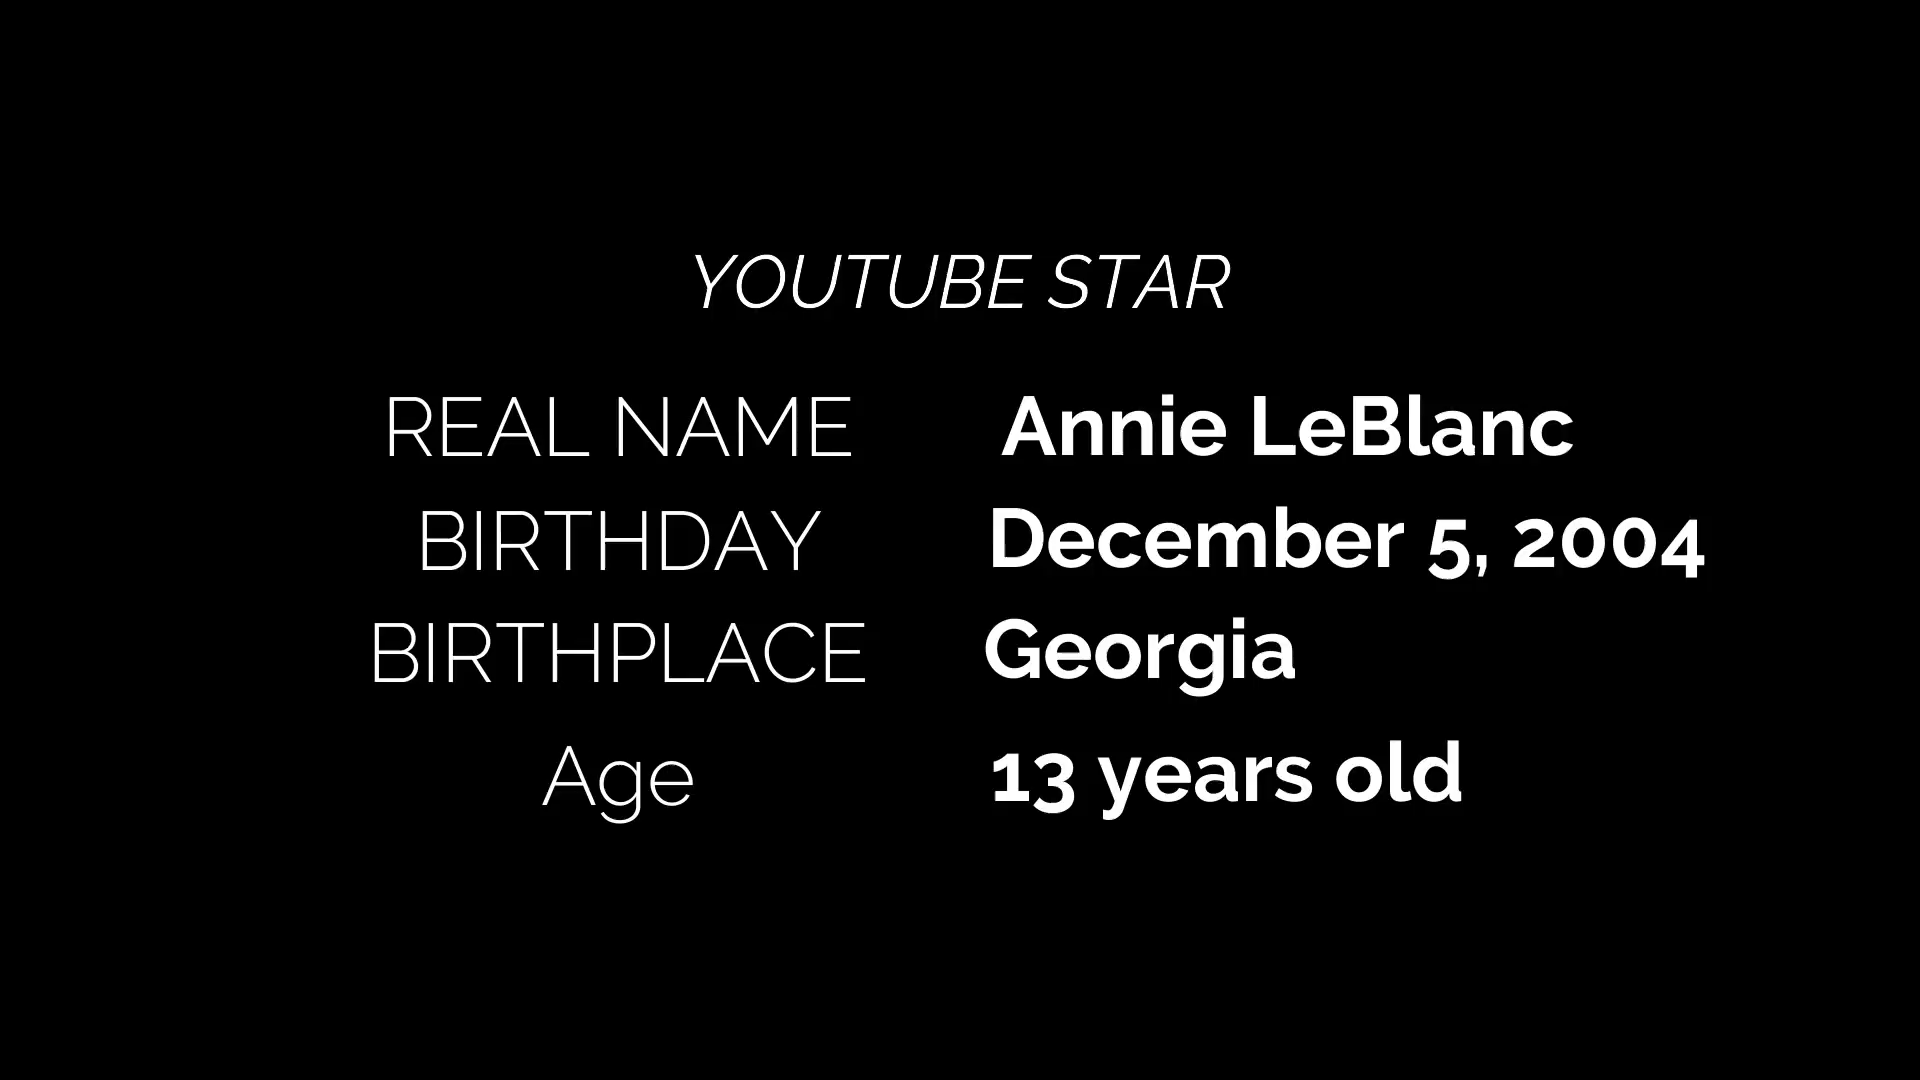 YOUTUBE STAR
REAL NAME Annie LeBlanc
BIRTHDAY December 5, 2004
BIRTHPLACE Georgia
Age 13 years old